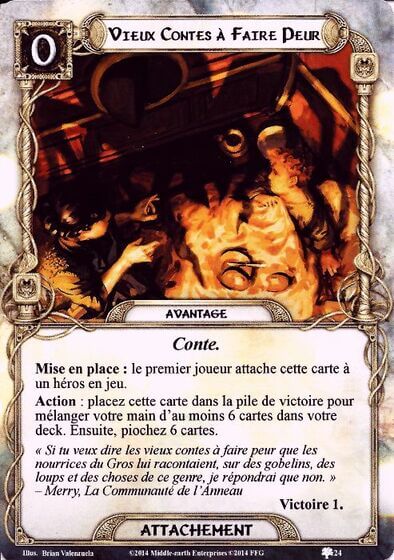 0
Vieux Contes à Faire Peur
Avantage
Conte.
Mise en place : le premier joueur attache cette carte à
un héros en jeu.
Action : placez cette carte dans la pile de victoire pour
mélanger votre main d'au moins 6 cartes dans votre
deck. Ensuite, piochez 6 cartes.
« Si tu veux dire les vieux contes à faire peur que les
nourrices du Gros lui racontaient, sur des gobelins, des
loups et des choses de ce genre, je répondrai que non. »
– Merry, La Communauté de l'Anneau
Victoire 1.
Attachement
Illus. Brian Valenzuela ©2014 Middle-earth Enterprises ©2014 FFG 24